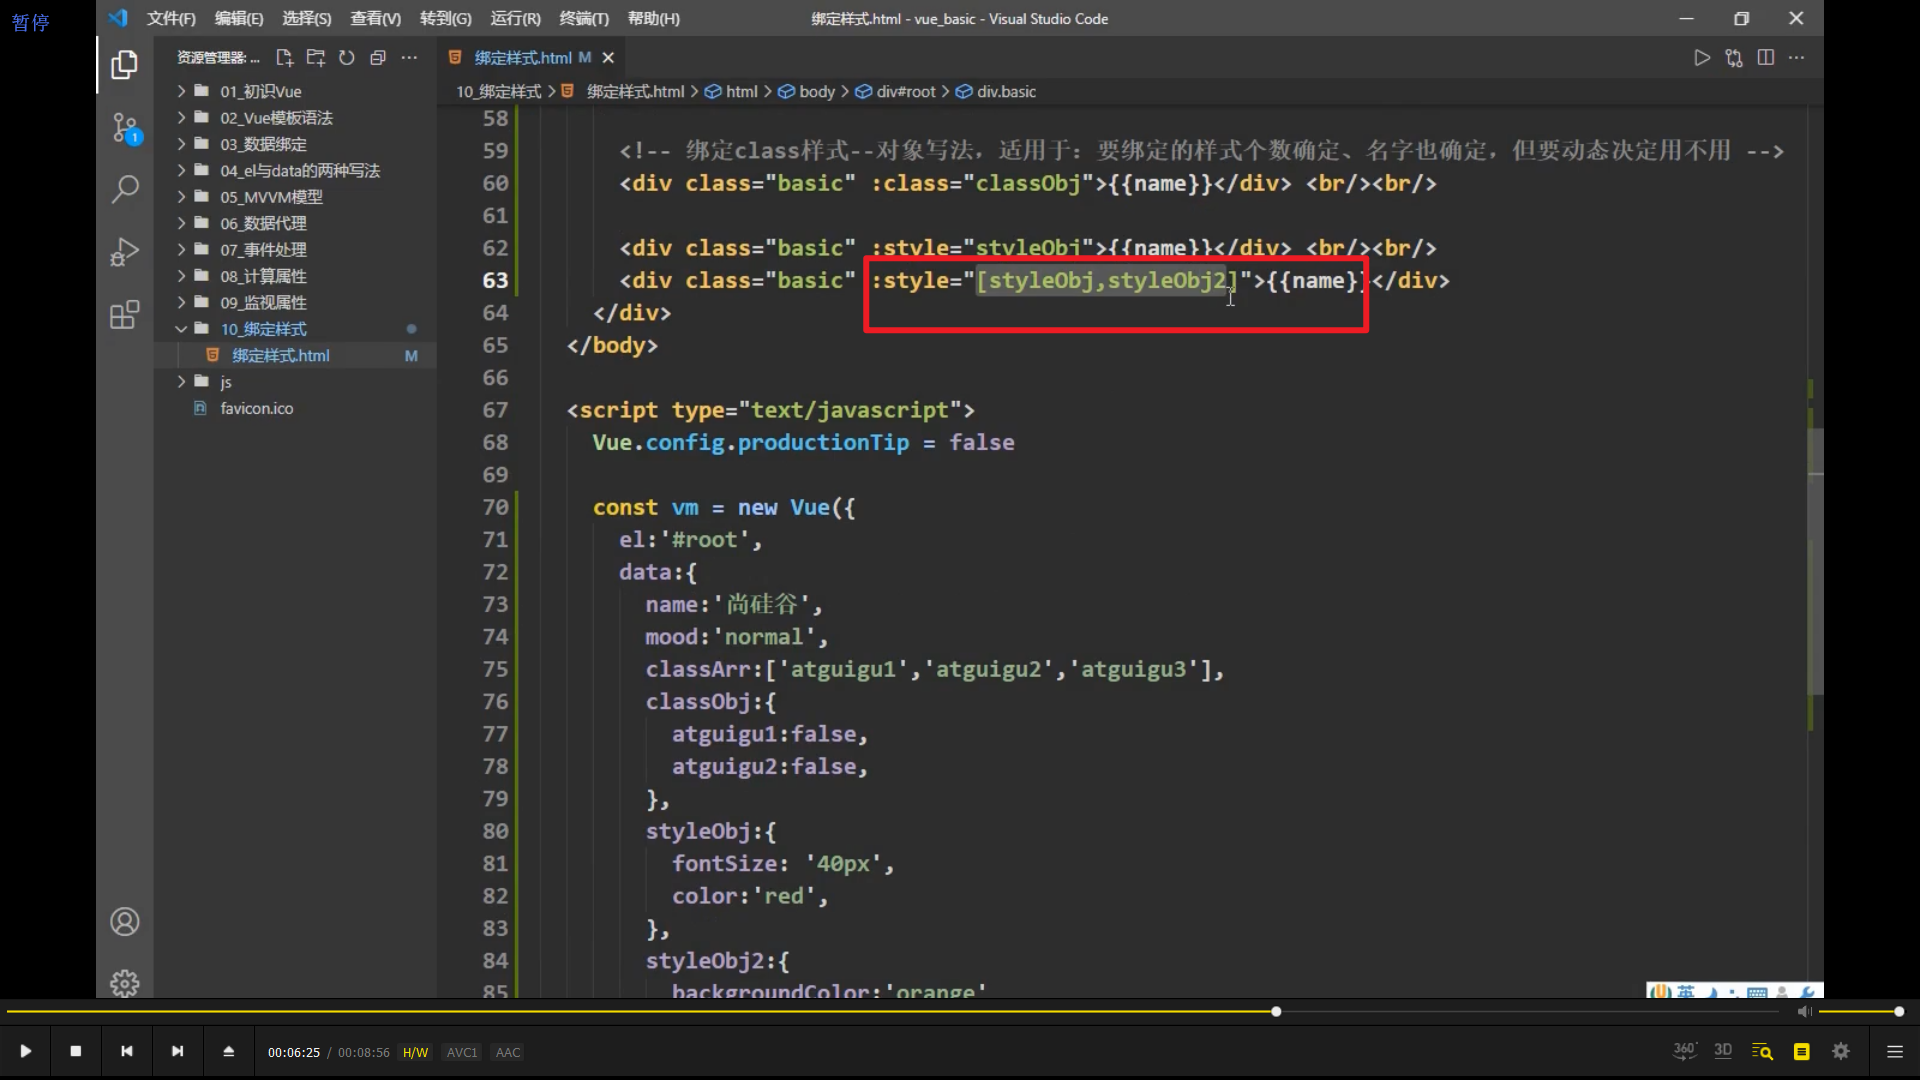 暂停
文件(F) 编辑(E) 选择(S) 查看(V) 转到(G) 运行(R) 终端(T) 帮助(H) 绑定样式.html - vue_basic - Visual Studio Code
资源管理器: ...
绑定样式.html M
10_绑定样式 > 绑定样式.html > html > body > div#root > div.basic
01_初识Vue
02_Vue模板语法
03_数据绑定
04_el与data的两种写法
05_MVVM模型
06_数据代理
07_事件处理
08_计算属性
09_监视属性
10_绑定样式
绑定样式.html M
js
favicon.ico
1
58
59 <!-- 绑定class样式--对象写法，适用于：要绑定的样式个数确定、名字也确定，但要动态决定用不用 -->
60 <div class="basic" :class="classObj">{{name}}</div> <br/><br/>
61
62 <div class="basic" :style="styleObj">{{name}}</div> <br/><br/>
63 <div class="basic" :style="[styleObj,styleObj2]">{{name}}</div>
64 </div>
65 </body>
66
67 <script type="text/javascript">
68 Vue.config.productionTip = false
69
70 const vm = new Vue({
71 el:'#root',
72 data:{
73 name:'尚硅谷',
74 mood:'normal',
75 classArr:['atguigu1','atguigu2','atguigu3'],
76 classObj:{
77 atguigu1:false,
78 atguigu2:false,
79 },
80 styleObj:{
81 fontSize: '40px',
82 color:'red',
83 },
84 styleObj2:{
85 backgroundColor:'orange'
英
00:06:25 / 00:08:56 H/W AVC1 AAC
360° 3D